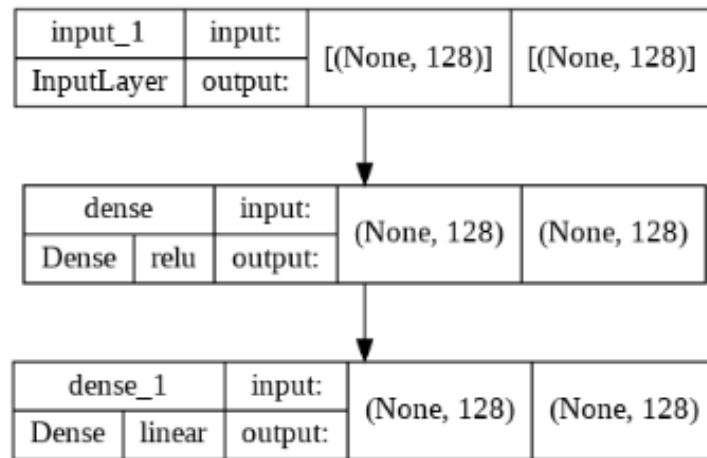 input_1 input: [(None, 128)] [(None, 128)]
InputLayer output:
dense input: (None, 128) (None, 128)
Dense relu output:
dense_1 input: (None, 128) (None, 128)
Dense linear output: